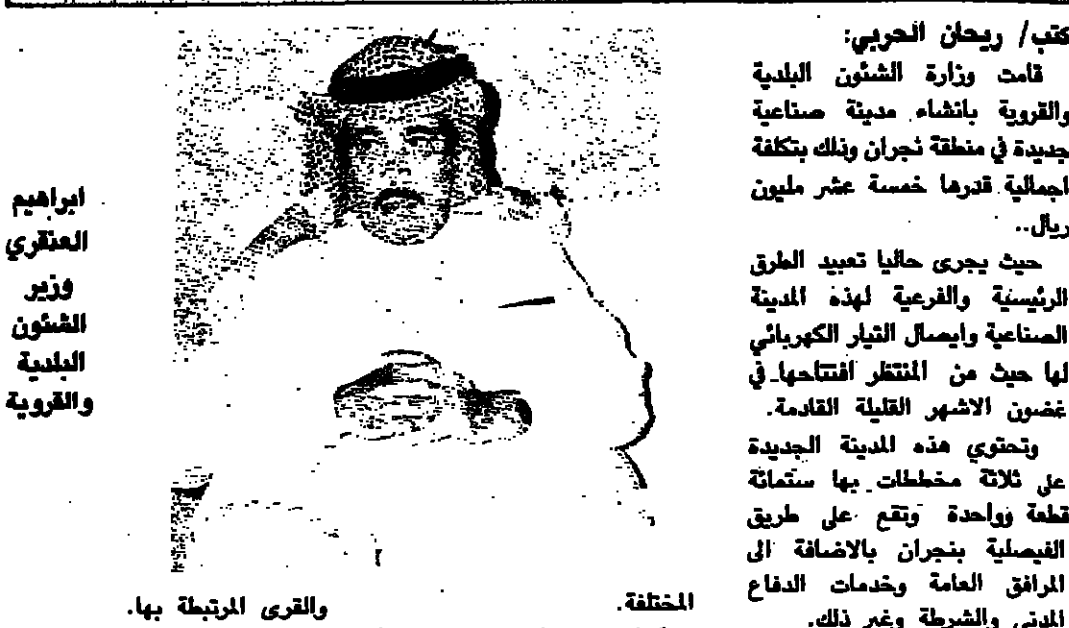 كتب/ ريحان الحربي:
قامت وزارة الشئون البلدية
والقروية بانشاء مدينة صناعية
جديدة في منطقة نجران وذلك بتكلفة
اجمالية قدرها خمسة عشر مليون
ريال..
حيث يجرى حاليا تعبيد الطرق
الرئيسية والفرعية لهذه المدينة
الصناعية وايصال التيار الكهربائي
لها حيث من المنتظر افتتاحها في
غضون الاشهر القليلة القادمة.
وتحتوي هذه المدينة الجديدة
على ثلاثة مخططات بها ستمائة
قطعة وواحدة وتقع على طريق
الفيصلية بنجران بالاضافة الى
المرافق العامة وخدمات الدفاع
المدني والشرطة وغير ذلك.
المختلفة.
والقرى المرتبطة بها.
ابراهيم
العنقري
وزير
الشئون
البلدية
والقروية